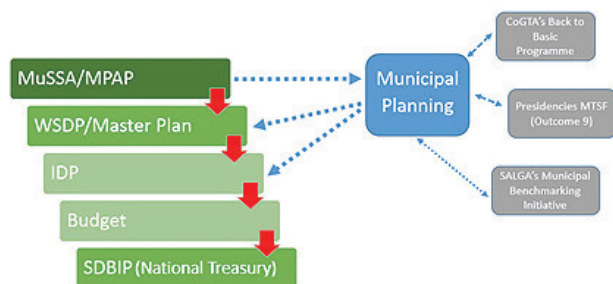 MuSSA/MPAP
WSDP/Master Plan
IDP
Budget
SDBIP (National Treasury)
Municipal
Planning
CoGTA's Back to
Basic
Programme
Presidencies MTSF
(Outcome 9)
SALGA's Municipal
Benchmarking
Initiative